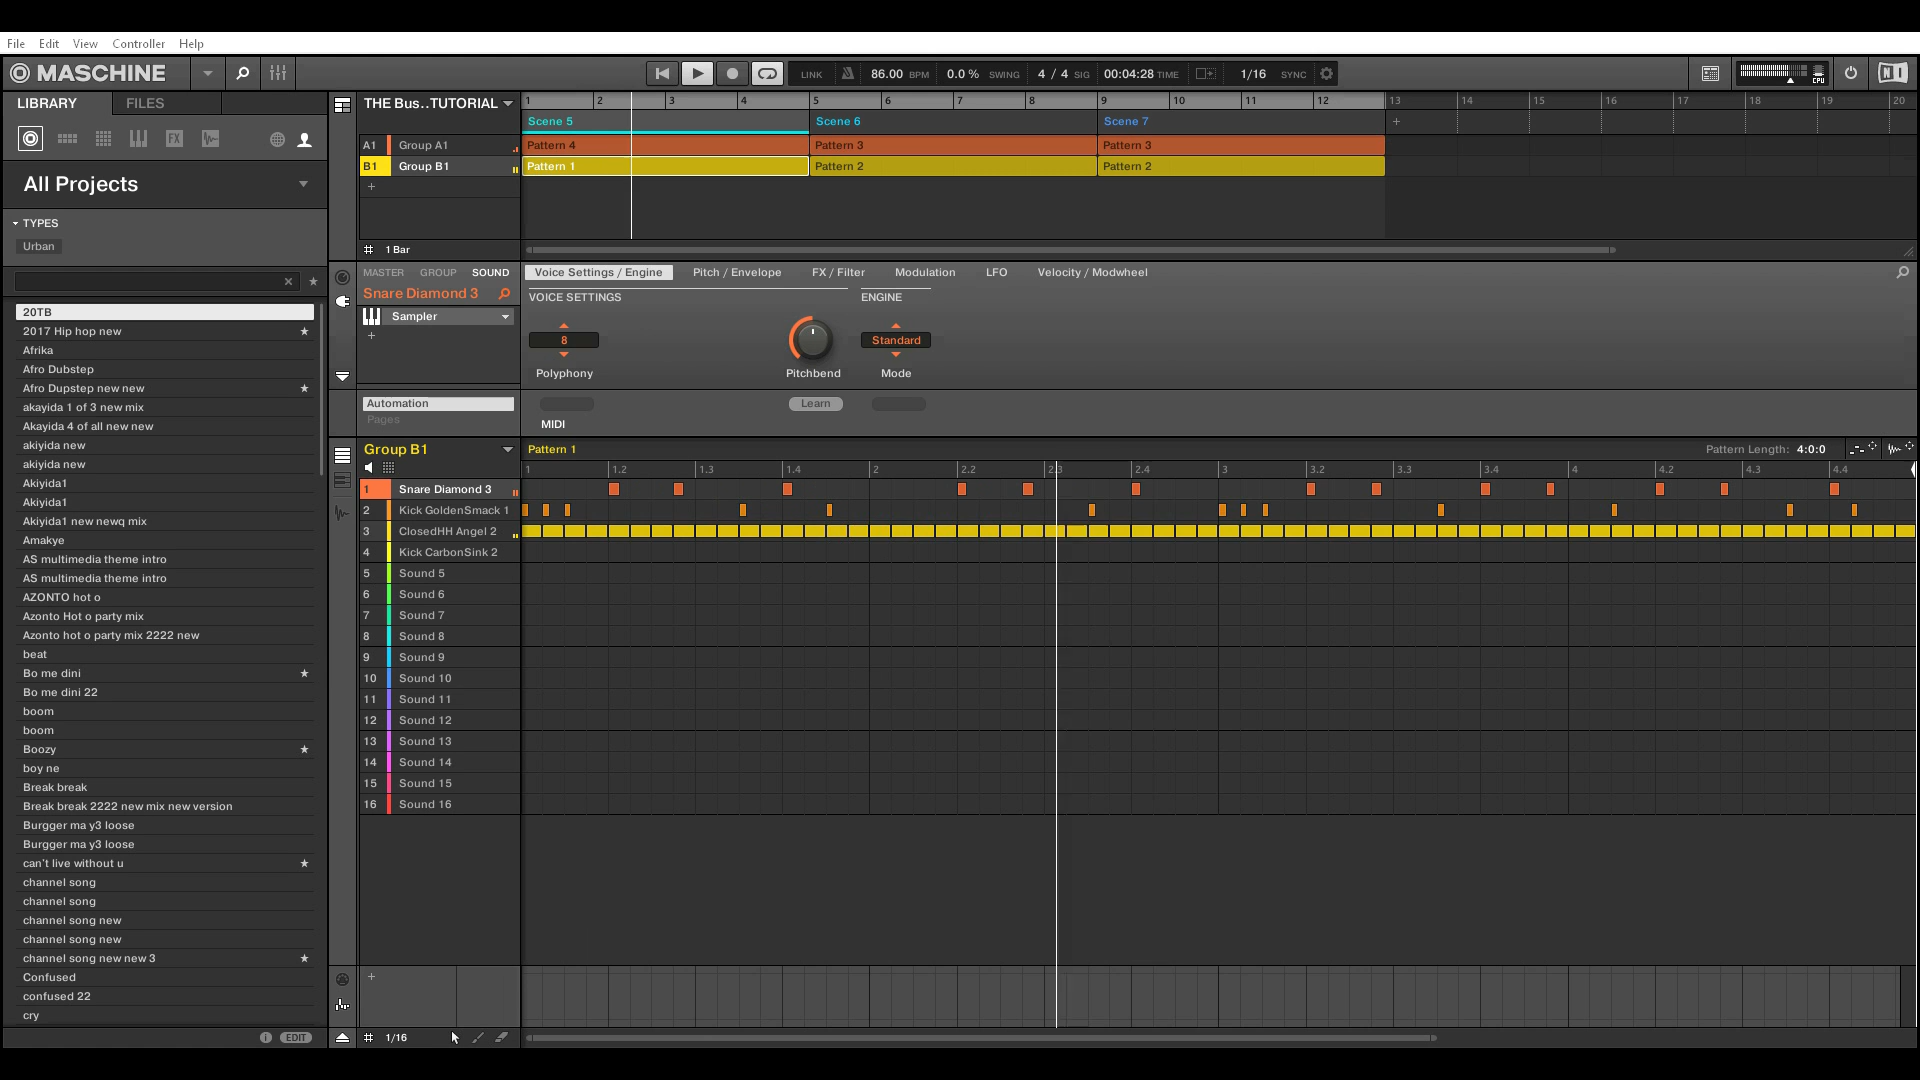 File Edit View Controller Help
MASCHINE
LINK 86.00 BPM 0.0 % SWING 4 / 4 SIG 00:04:28 TIME 1/16 SYNC
CPU
LIBRARY FILES
FX
All Projects
TYPES
Urban
20TB
2017 Hip hop new
Afrika
Afro Dubstep
Afro Dupstep new new
akayida 1 of 3 new mix
Akayida 4 of all new new
akiyida new
akiyida new
Akiyida1
Akiyida1
Akiyida1 new newq mix
Amakye
AS multimedia theme intro
AS multimedia theme intro
AZONTO hot o
Azonto Hot o party mix
Azonto hot o party mix 2222 new
beat
Bo me dini
Bo me dini 22
boom
boom
Boozy
boy ne
Break break
Break break 2222 new mix new version
Burgger ma y3 loose
Burgger ma y3 loose
can't live without u
channel song
channel song
channel song new
channel song new
channel song new new 3
Confused
confused 22
cry
EDIT
THE Bus..TUTORIAL
1 2 3 4 5 6 7 8 9 10 11 12 13 14 15 16 17 18 19 20
Scene 5 Scene 6 Scene 7
A1 Group A1 Pattern 4 Pattern 3 Pattern 3
B1 Group B1 Pattern 1 Pattern 2 Pattern 2
1 Bar
MASTER GROUP SOUND
Snare Diamond 3
Sampler
Voice Settings / Engine Pitch / Envelope FX / Filter Modulation LFO Velocity / Modwheel
VOICE SETTINGS ENGINE
8 Standard
Polyphony Pitchbend Mode
Automation Learn
Pages MIDI
Group B1 Pattern 1 Pattern Length: 4:0:0
1 1.2 1.3 1.4 2 2.2 2.3 2.4 3 3.2 3.3 3.4 4 4.2 4.3 4.4
1 Snare Diamond 3
2 Kick GoldenSmack 1
3 ClosedHH Angel 2
4 Kick CarbonSink 2
5 Sound 5
6 Sound 6
7 Sound 7
8 Sound 8
9 Sound 9
10 Sound 10
11 Sound 11
12 Sound 12
13 Sound 13
14 Sound 14
15 Sound 15
16 Sound 16
1/16